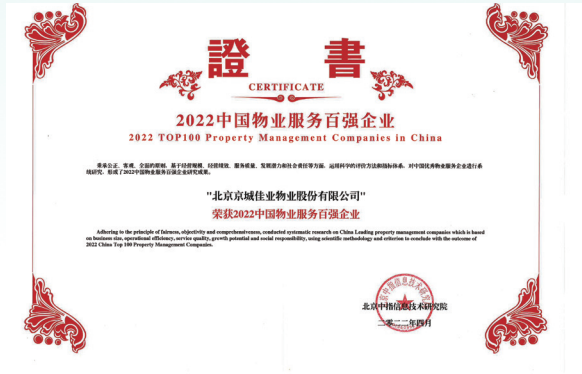 證 書
CERTIFICATE
2022中国物业服务百强企业
2022 TOP100 Property Management Companies in China
秉承公正、客观、全面的原则，基于经营规模、经营绩效、服务质量、发展潜力和社会责任等方面，运用科学的评价方法和指标体系，对中国优秀物业服务企业进行系
统研究，形成了2022中国物业服务百强企业研究成果。
"北京京城佳业物业股份有限公司"
荣获2022中国物业服务百强企业
Adhering to the principle of fairness, objectivity and comprehensiveness, conducted systematic research on China Leading property management companies which is based
on business size, operational efficiency, service quality, growth potential and social responsibility, using scientific methodology and criterion to conclude with the outcome of
2022 China Top 100 Property Management Companies.
北京中指信息技术研究院
二零二二年四月